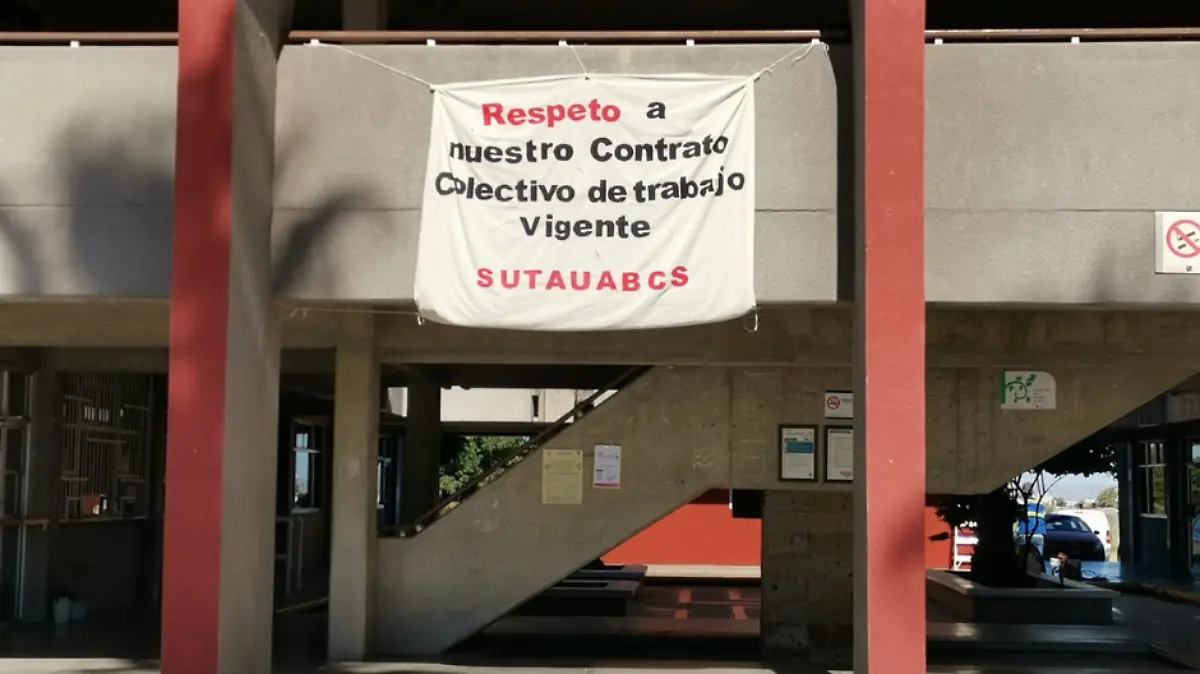 Respeto a
nuestro Contrato
Colectivo de trabajo
Vigente
SUTAUABCS